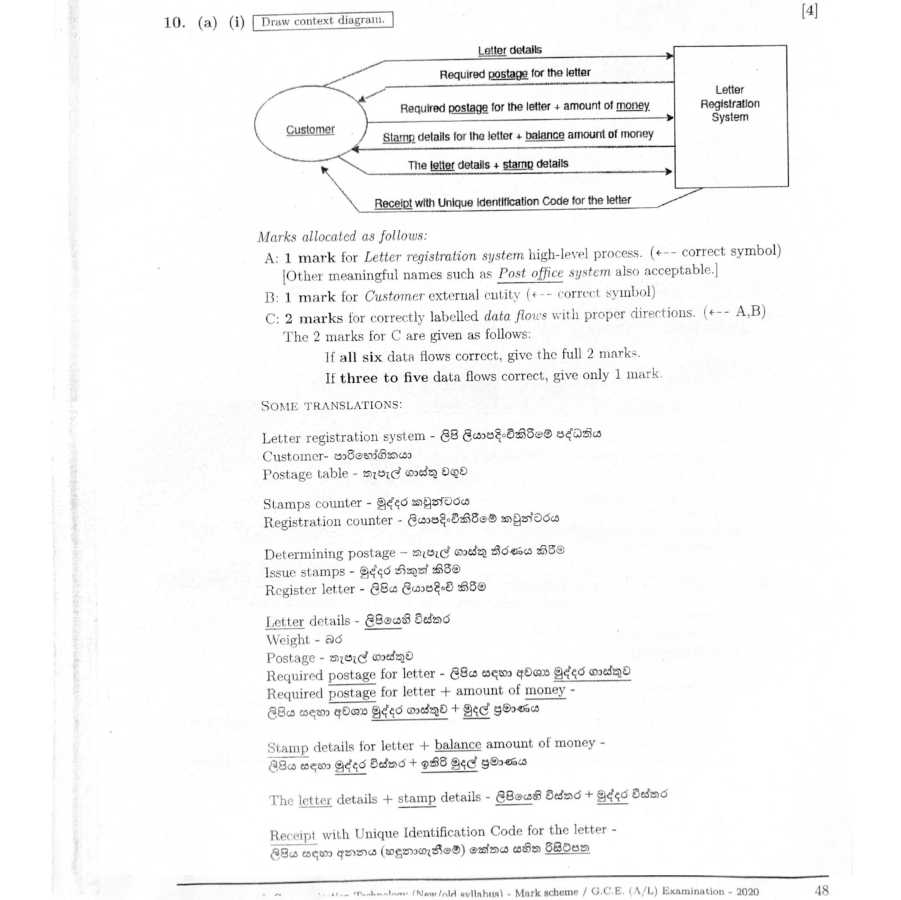 [4]
10. (a) (i) Draw context diagram.
Letter details
Required postage for the letter
Required postage for the letter + amount of money
Stamp details for the letter + balance amount of money
The letter details + stamp details
Receipt with Unique Identification Code for the letter
Customer
Letter
Registration
System
Marks allocated as follows:
A: 1 mark for Letter registration system high-level process. (←-- correct symbol)
[Other meaningful names such as Post office system also acceptable.]
B: 1 mark for Customer external entity (←-- correct symbol)
C: 2 marks for correctly labelled data flows with proper directions. (←-- A,B)
The 2 marks for C are given as follows:
If all six data flows correct, give the full 2 marks.
If three to five data flows correct, give only 1 mark.
SOME TRANSLATIONS:
Letter registration system - ලිපි ලියාපදිංචිකිරීමේ පද්ධතිය
Customer- පාරිභෝගිකයා
Postage table - තැපැල් ගාස්තු වගුව
Stamps counter - මුද්දර කවුන්ටරය
Registration counter - ලියාපදිංචිකිරීමේ කවුන්ටරය
Determining postage – තැපැල් ගාස්තු තීරණය කිරීම
Issue stamps - මුද්දර නිකුත් කිරීම
Register letter - ලිපිය ලියාපදිංචි කිරීම
Letter details - ලිපියෙහි විස්තර
Weight - බර
Postage - තැපැල් ගාස්තුව
Required postage for letter - ලිපිය සඳහා අවශ්‍ය මුද්දර ගාස්තුව
Required postage for letter + amount of money -
ලිපිය සඳහා අවශ්‍ය මුද්දර ගාස්තුව + මුදල් ප්‍රමාණය
Stamp details for letter + balance amount of money -
ලිපිය සඳහා මුද්දර විස්තර + ඉතිරි මුදල් ප්‍රමාණය
The letter details + stamp details - ලිපියෙහි විස්තර + මුද්දර විස්තර
Receipt with Unique Identification Code for the letter -
ලිපිය සඳහා අනන්‍ය (හඳුනාගැනීමේ) කේතය සහිත රිසිට්පත
Technology (New/old syllabus) - Mark scheme / G.C.E. (A/L) Examination - 2020 48